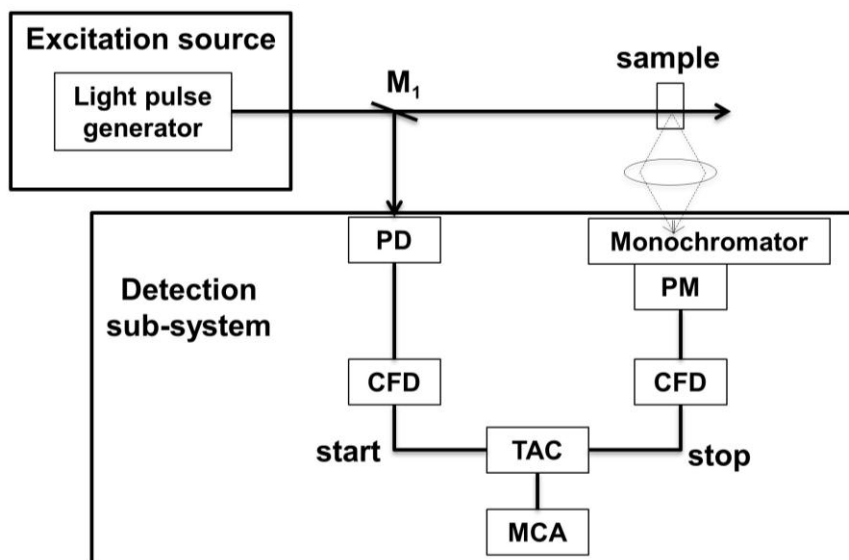 Excitation source
Light pulse
generator
M₁
sample
PD
Monochromator
PM
Detection
sub-system
CFD
CFD
start
TAC
stop
MCA